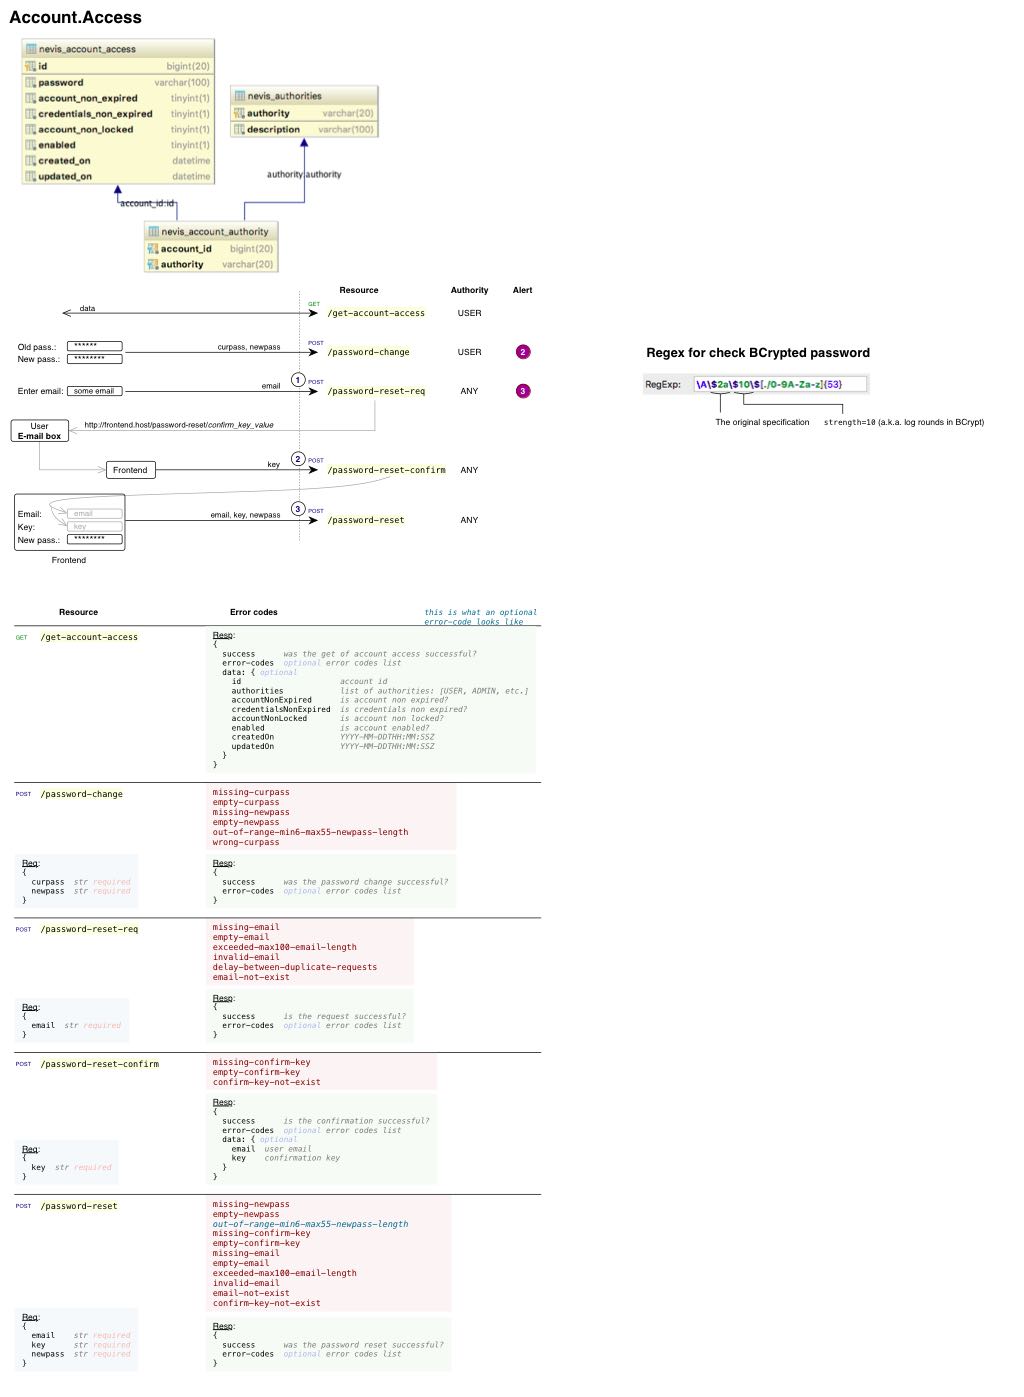 Account.Access
nevis_account_access
id bigint(20)
password varchar(100)
account_non_expired tinyint(1)
credentials_non_expired tinyint(1)
account_non_locked tinyint(1)
enabled tinyint(1)
created_on datetime
updated_on datetime
nevis_authorities
authority varchar(20)
description varchar(100)
authority:authority
account_id:id
nevis_account_authority
account_id bigint(20)
authority varchar(20)
Resource Authority Alert
data GET /get-account-access USER
Old pass.: ******
New pass.: ********
curpass, newpass POST /password-change USER 2
Enter email: some email email 1 POST /password-reset-req ANY 3
User
E-mail box
http://frontend.host/password-reset/confirm_key_value
Frontend key 2 POST /password-reset-confirm ANY
Email: email
Key: key
New pass.: ********
Frontend
email, key, newpass 3 POST /password-reset ANY
Regex for check BCrypted password
RegExp: \A\$2a\$10\$[./0-9A-Za-z]{53}
The original specification strength=10 (a.k.a. log rounds in BCrypt)
Resource Error codes this is what an optional
error-code looks like
GET /get-account-access
Resp:
{
success was the get of account access successful?
error-codes optional error codes list
data: { optional
id account id
authorities list of authorities: [USER, ADMIN, etc.]
accountNonExpired is account non expired?
credentialsNonExpired is credentials non expired?
accountNonLocked is account non locked?
enabled is account enabled?
createdOn YYYY-MM-DDTHH:MM:SSZ
updatedOn YYYY-MM-DDTHH:MM:SSZ
}
}
POST /password-change
missing-curpass
empty-curpass
missing-newpass
empty-newpass
out-of-range-min6-max55-newpass-length
wrong-curpass
Req:
{
curpass str required
newpass str required
}
Resp:
{
success was the password change successful?
error-codes optional error codes list
}
POST /password-reset-req
missing-email
empty-email
exceeded-max100-email-length
invalid-email
delay-between-duplicate-requests
email-not-exist
Req:
{
email str required
}
Resp:
{
success is the request successful?
error-codes optional error codes list
}
POST /password-reset-confirm
missing-confirm-key
empty-confirm-key
confirm-key-not-exist
Req:
{
key str required
}
Resp:
{
success is the confirmation successful?
error-codes optional error codes list
data: { optional
email user email
key confirmation key
}
}
POST /password-reset
missing-newpass
empty-newpass
out-of-range-min6-max55-newpass-length
missing-confirm-key
empty-confirm-key
missing-email
empty-email
exceeded-max100-email-length
invalid-email
email-not-exist
confirm-key-not-exist
Req:
{
email str required
key str required
newpass str required
}
Resp:
{
success was the password reset successful?
error-codes optional error codes list
}